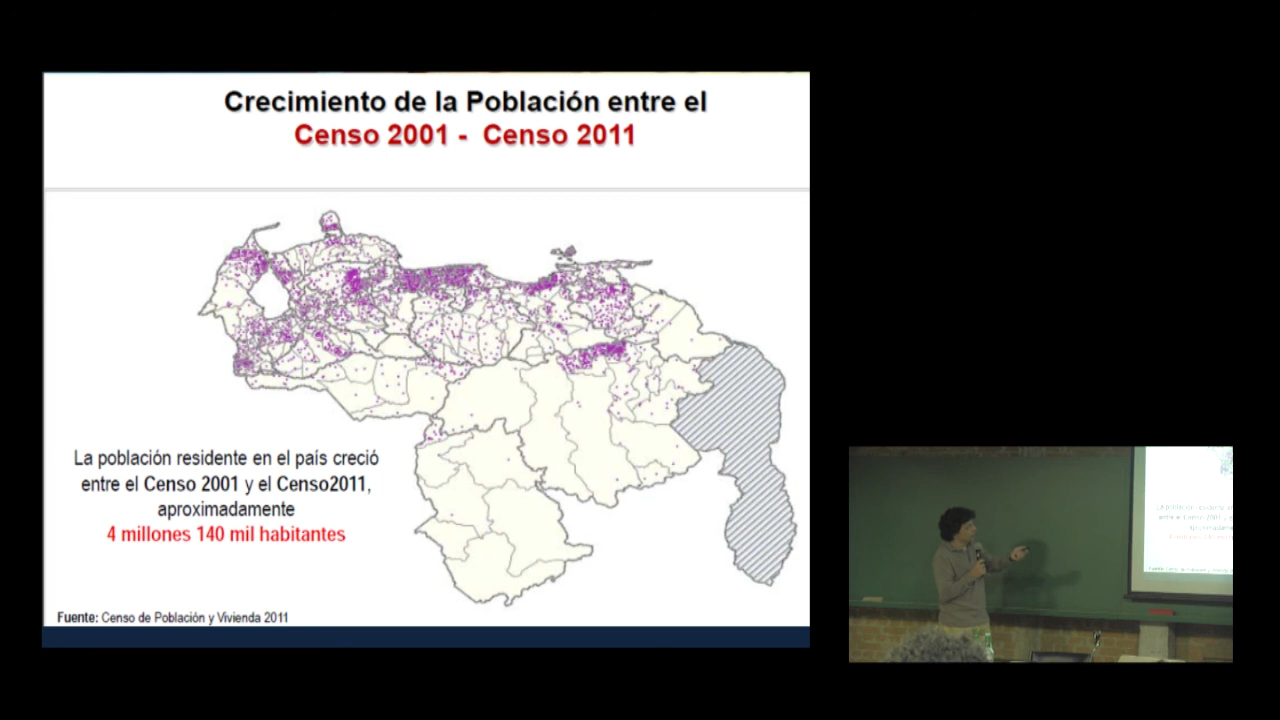 Crecimiento de la Población entre el
Censo 2001 - Censo 2011
La población residente en el país creció
entre el Censo 2001 y el Censo2011,
aproximadamente
4 millones 140 mil habitantes
Fuente: Censo de Población y Vivienda 2011